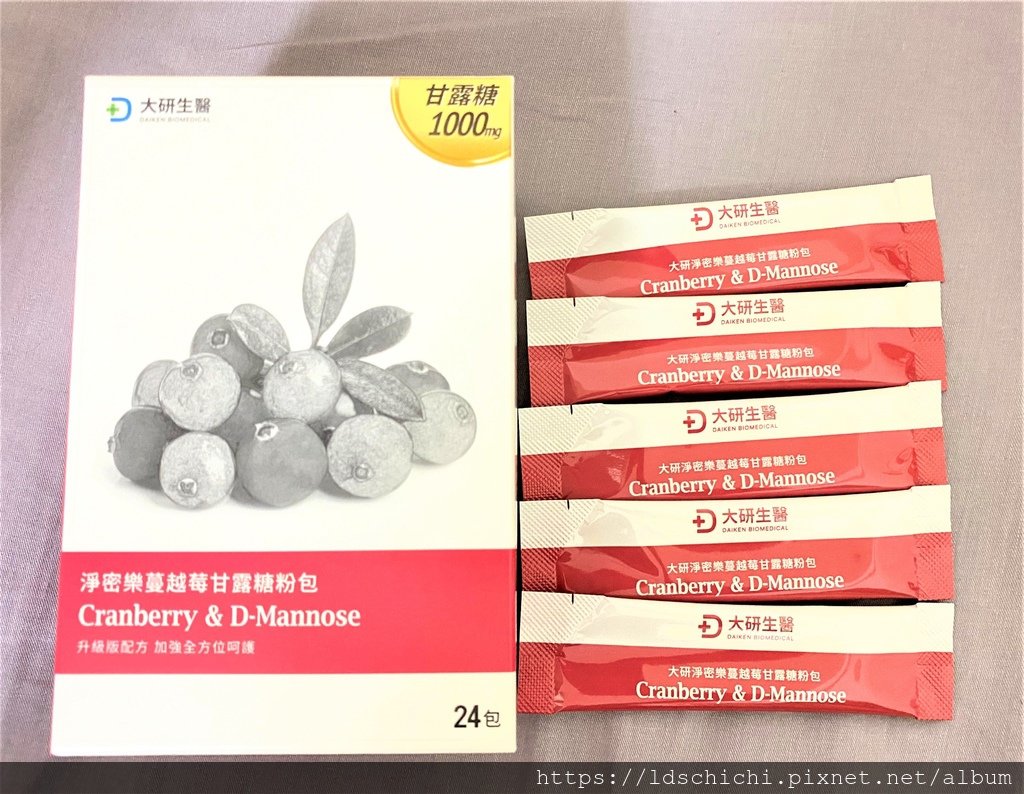 大研生醫
DAIKEN BIOMEDICAL
甘露糖
1000mg
淨密樂蔓越莓甘露糖粉包
Cranberry & D-Mannose
升級版配方 加強全方位呵護
24包
大研生醫
DAIKEN BIOMEDICAL
大研淨密樂蔓越莓甘露糖粉包
Cranberry & D-Mannose
大研生醫
DAIKEN BIOMEDICAL
大研淨密樂蔓越莓甘露糖粉包
Cranberry & D-Mannose
大研生醫
DAIKEN BIOMEDICAL
大研淨密樂蔓越莓甘露糖粉包
Cranberry & D-Mannose
大研生醫
DAIKEN BIOMEDICAL
大研淨密樂蔓越莓甘露糖粉包
Cranberry & D-Mannose
大研生醫
DAIKEN BIOMEDICAL
大研淨密樂蔓越莓甘露糖粉包
Cranberry & D-Mannose
https://ldschichi.pixnet.net/album